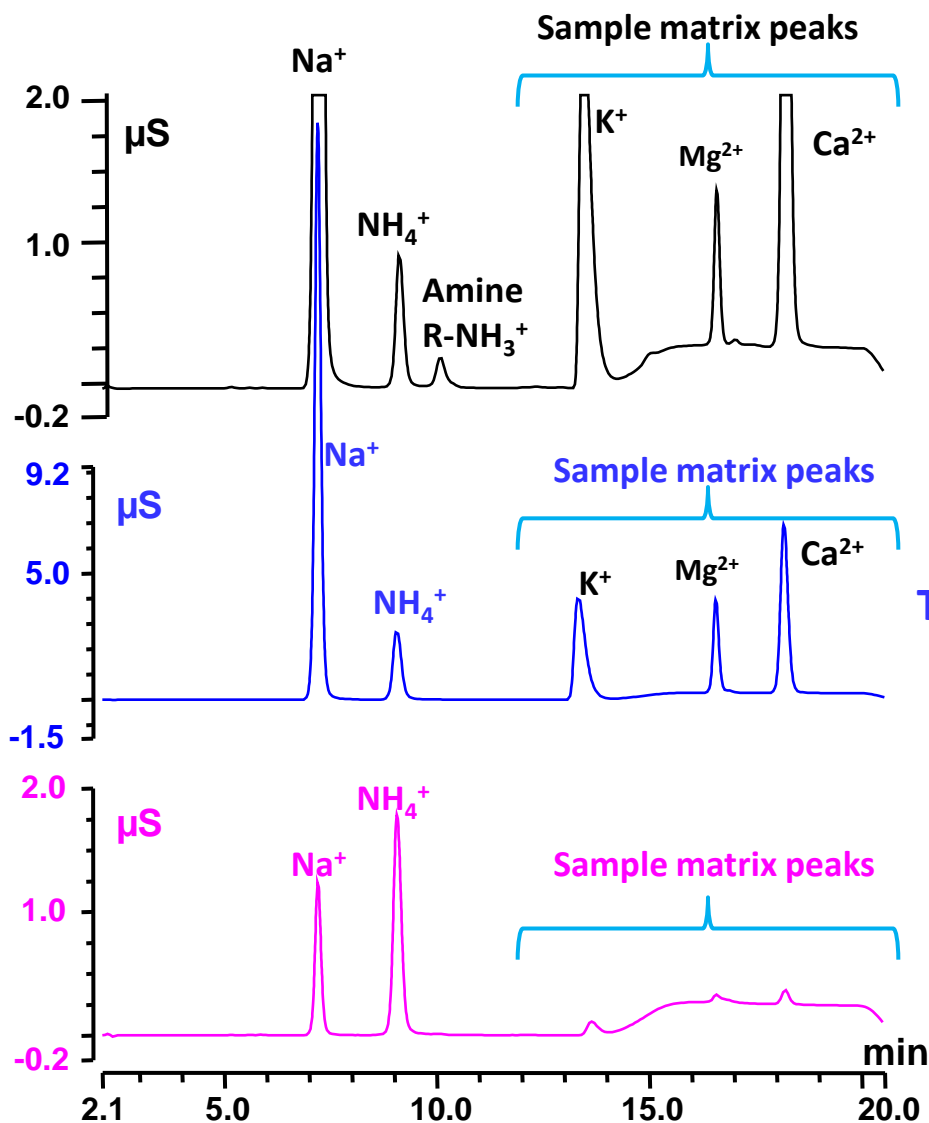 Sample matrix peaks
Na⁺
2.0
µS
K⁺
Mg²⁺
Ca²⁺
NH₄⁺
1.0
Amine
R-NH₃⁺
-0.2
Na⁺
Sample matrix peaks
9.2
µS
Ca²⁺
5.0
K⁺
Mg²⁺
NH₄⁺
T
-1.5
2.0
NH₄⁺
µS
Na⁺
Sample matrix peaks
1.0
-0.2
min
2.1 5.0 10.0 15.0 20.0